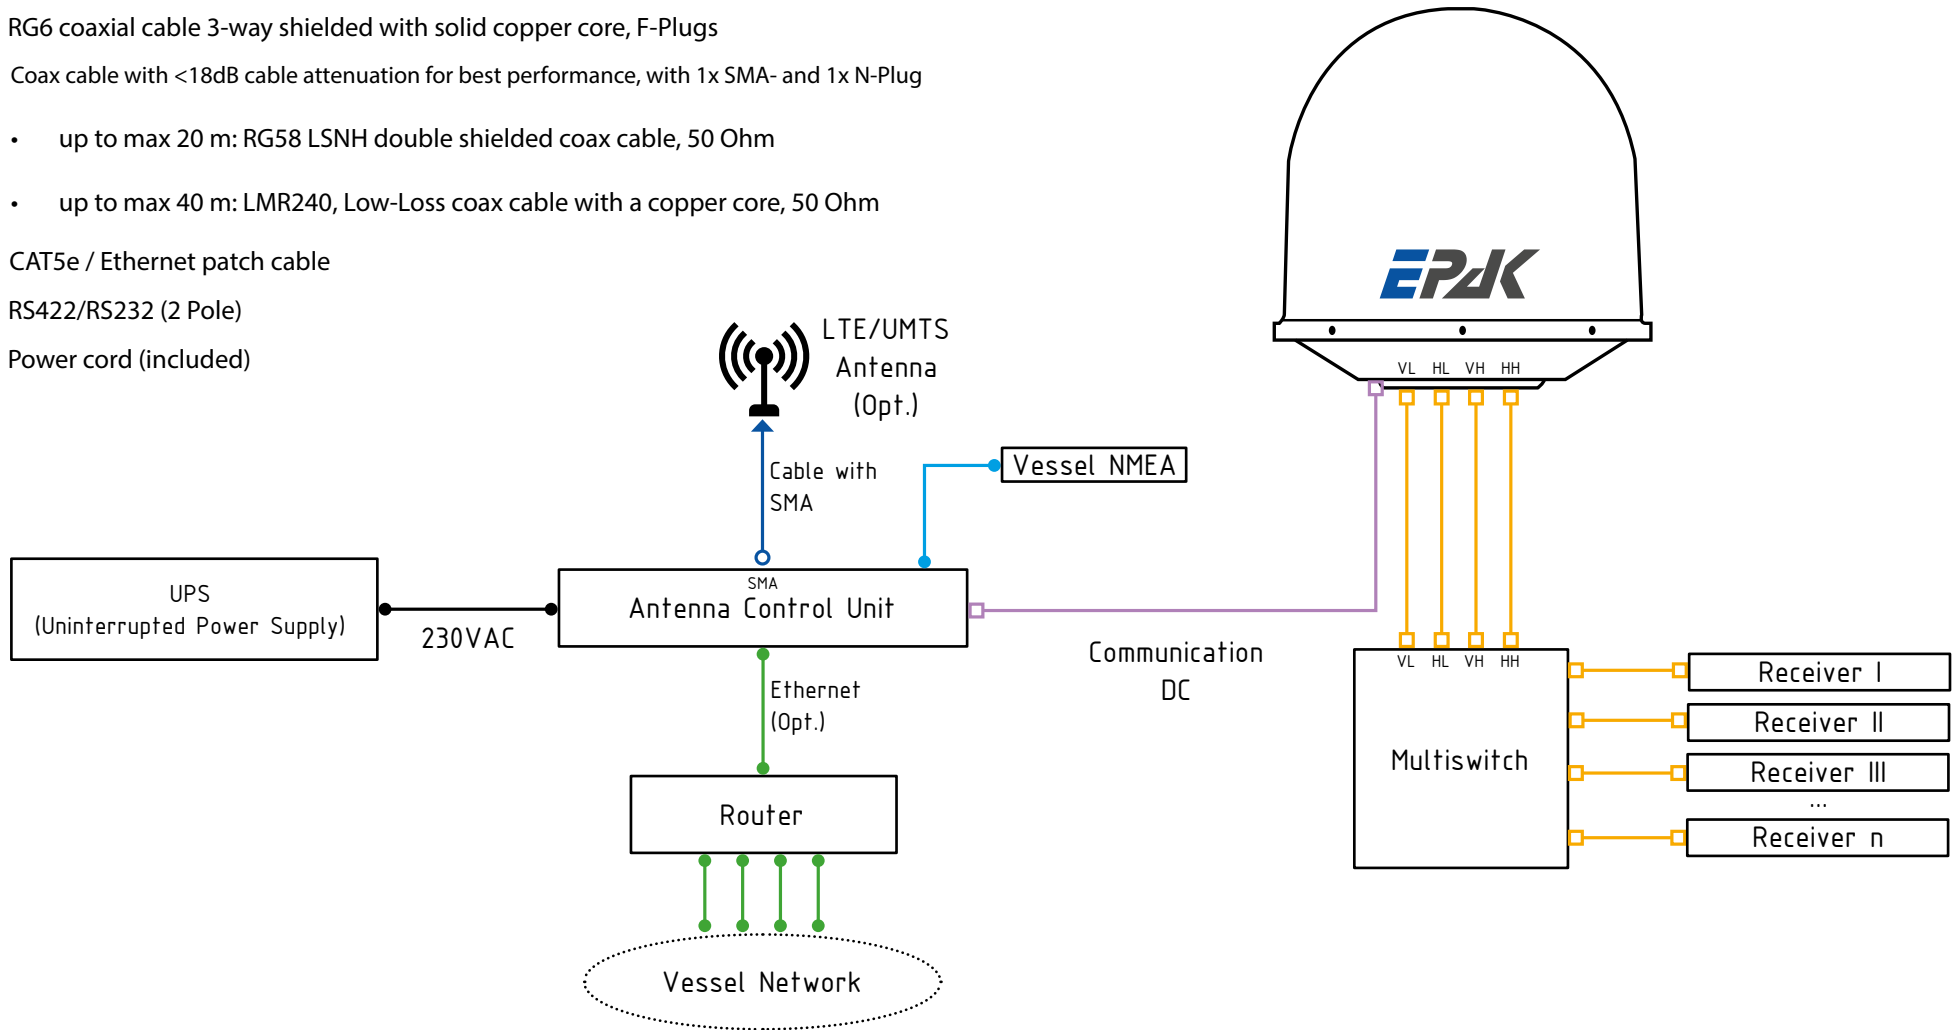 RG6 coaxial cable 3-way shielded with solid copper core, F-Plugs
Coax cable with <18dB cable attenuation for best performance, with 1x SMA- and 1x N-Plug
• up to max 20 m: RG58 LSNH double shielded coax cable, 50 Ohm
• up to max 40 m: LMR240, Low-Loss coax cable with a copper core, 50 Ohm
CAT5e / Ethernet patch cable
RS422/RS232 (2 Pole)
Power cord (included)
EPAK
LTE/UMTS
Antenna
(Opt.)
VL HL VH HH
Cable with
SMA
Vessel NMEA
UPS
(Uninterrupted Power Supply)
230VAC
SMA
Antenna Control Unit
Communication
DC
Ethernet
(Opt.)
Router
Vessel Network
VL HL VH HH
Multiswitch
Receiver I
Receiver II
Receiver III
...
Receiver n